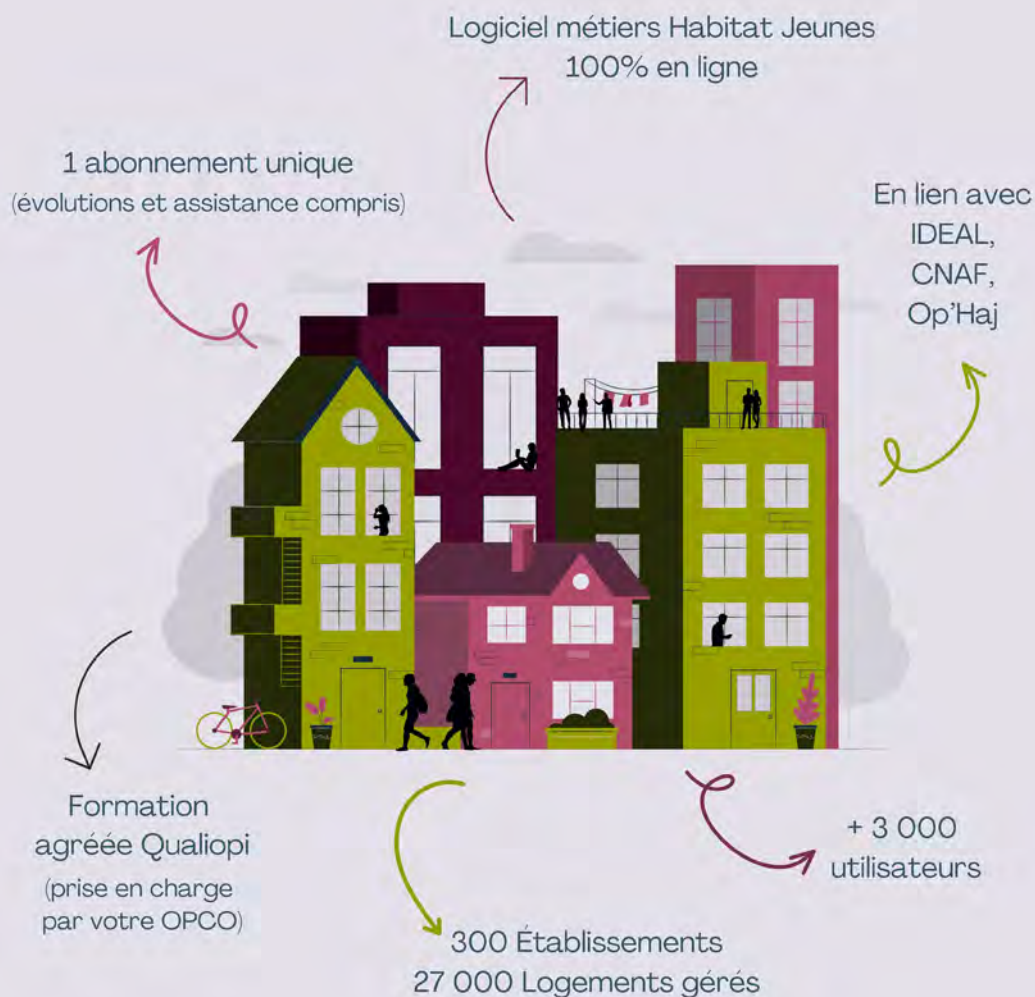 Logiciel métiers Habitat Jeunes
100% en ligne
1 abonnement unique
(évolutions et assistance compris)
En lien avec
IDEAL,
CNAF,
Op'Haj
Formation
agréée Qualiopi
(prise en charge
par votre OPCO)
+ 3 000
utilisateurs
300 Établissements
27 000 Logements gérés